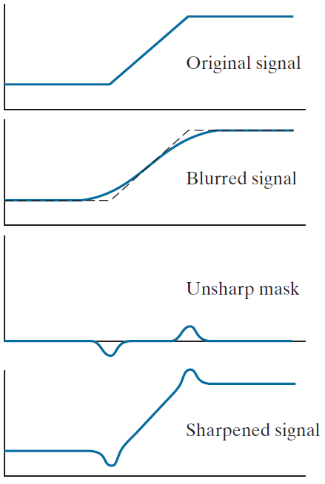 Original signal
Blurred signal
Unsharp mask
Sharpened signal